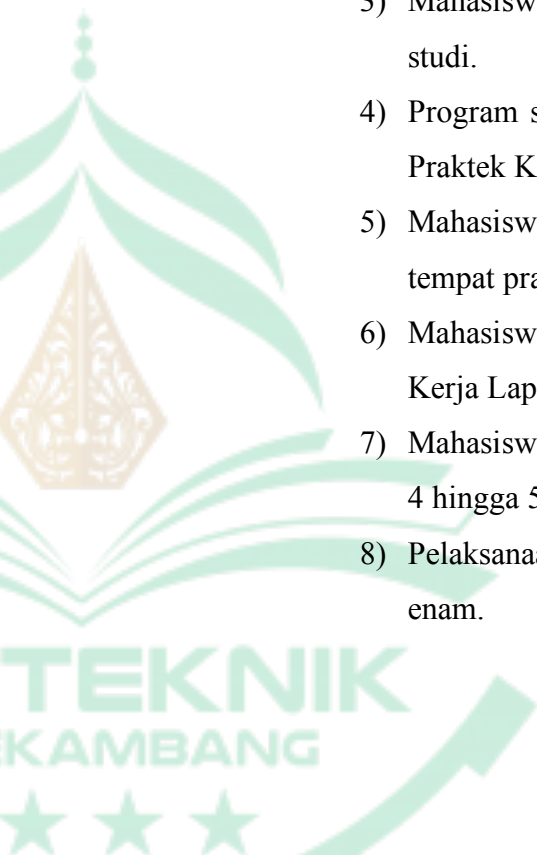 3) Mahasisw
studi.
4) Program s
Praktek K
5) Mahasisw
tempat pra
6) Mahasisw
Kerja Lap
7) Mahasisw
4 hingga 5
8) Pelaksanaa
enam.
TEKNIK
KAMBANG